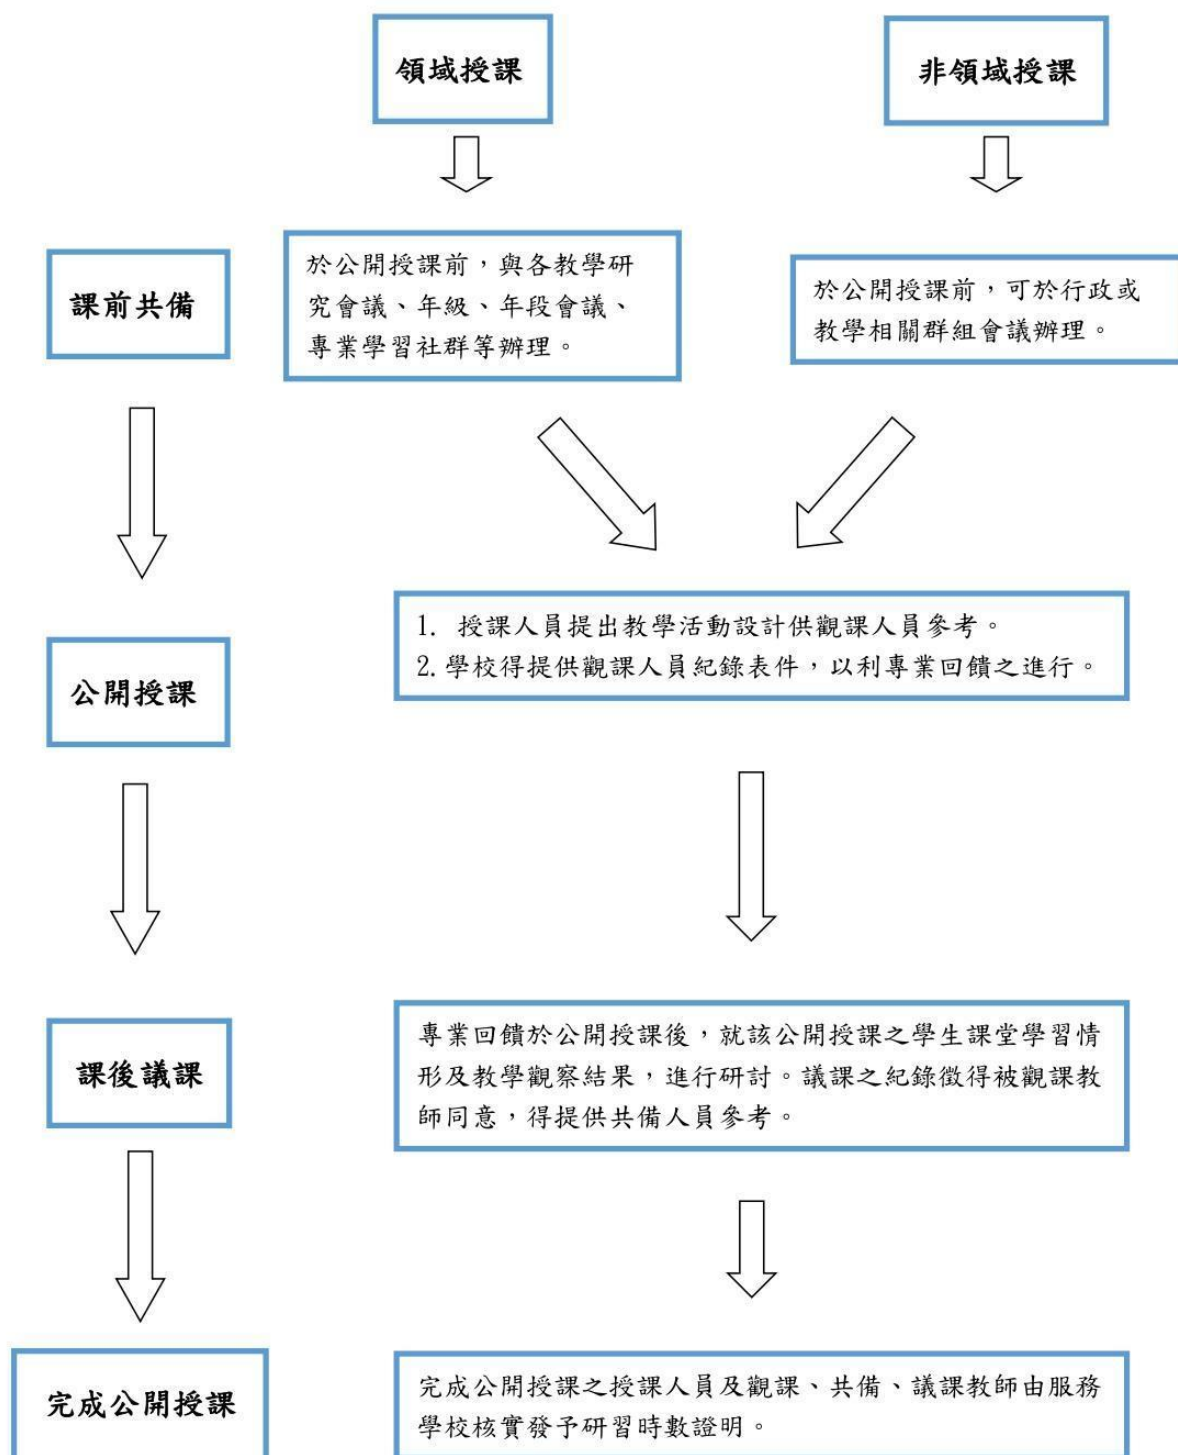 領域授課
非領域授課
課前共備
於公開授課前，與各教學研
究會議、年級、年段會議、
專業學習社群等辦理。
於公開授課前，可於行政或
教學相關群組會議辦理。
公開授課
1. 授課人員提出教學活動設計供觀課人員參考。
2.學校得提供觀課人員紀錄表件，以利專業回饋之進行。
課後議課
專業回饋於公開授課後，就該公開授課之學生課堂學習情
形及教學觀察結果，進行研討。議課之紀錄徵得被觀課教
師同意，得提供共備人員參考。
完成公開授課
完成公開授課之授課人員及觀課、共備、議課教師由服務
學校核實發予研習時數證明。